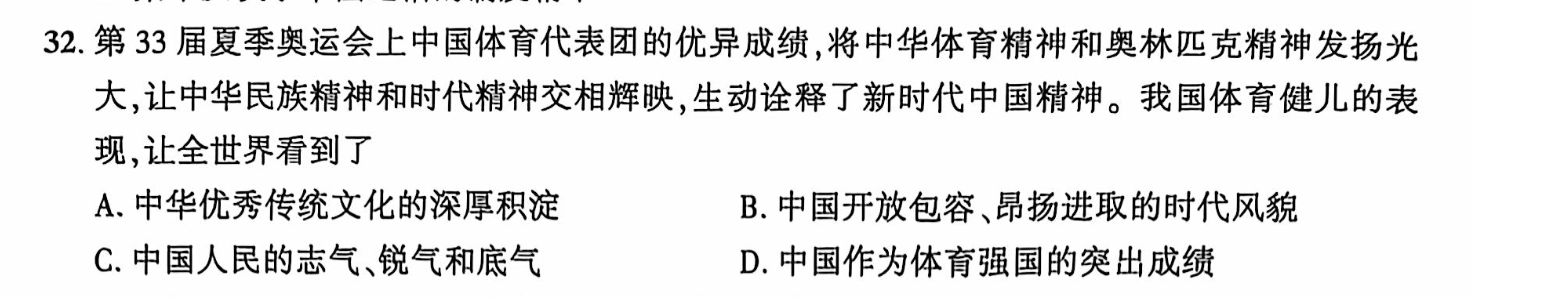 32. 第 33 届夏季奥运会上中国体育代表团的优异成绩,将中华体育精神和奥林匹克精神发扬光
大,让中华民族精神和时代精神交相辉映,生动诠释了新时代中国精神。我国体育健儿的表
现,让全世界看到了
A. 中华优秀传统文化的深厚积淀 B. 中国开放包容、昂扬进取的时代风貌
C. 中国人民的志气、锐气和底气 D. 中国作为体育强国的突出成绩